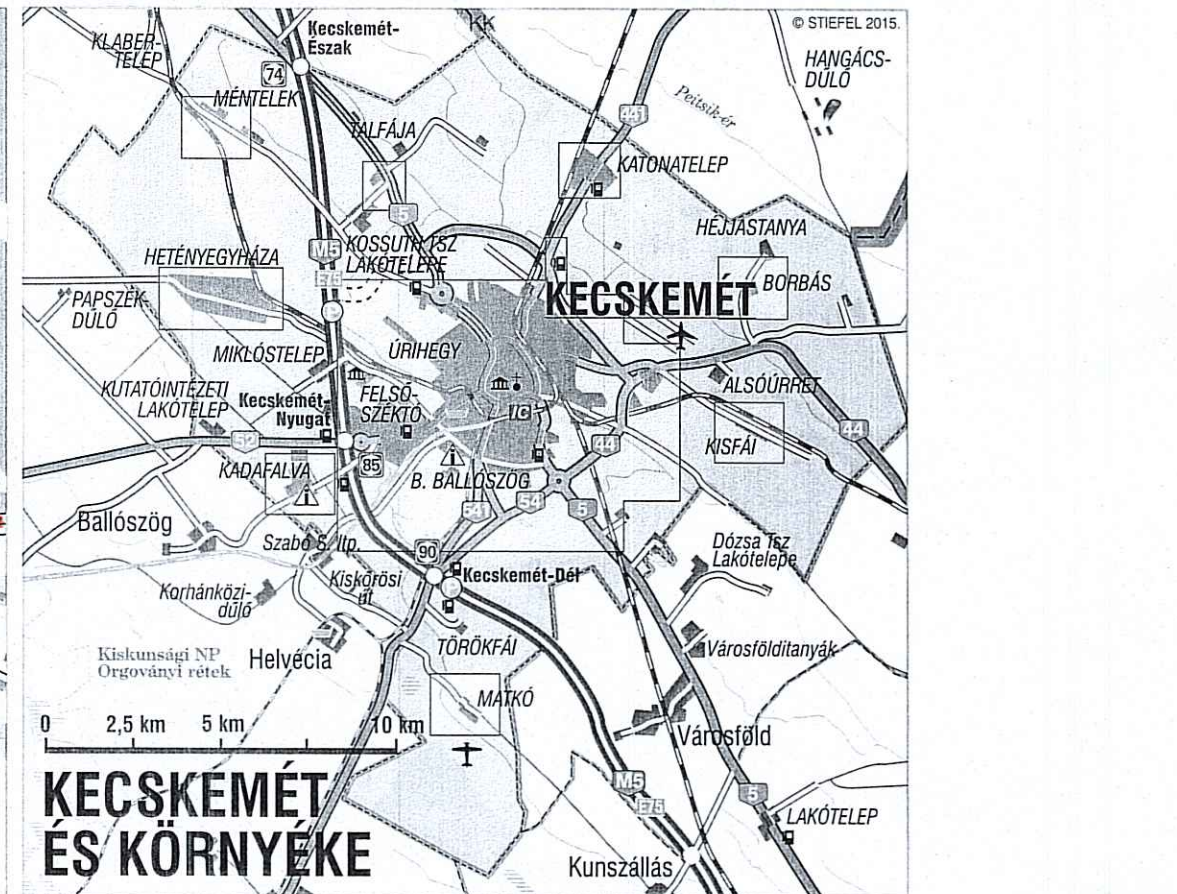 © STIEFEL 2015.
KK
Kecskemét-
Észak
KLÁBER-
TELEP
HANGÁCS-
DŰLŐ
74
MÉNTELEK
Peitsik-ér
441
TALFÁJA
KATONATELEP
5
HÉJJASTANYA
M5
KOSSUTH TSZ
LAKÓTELEPE
HETÉNYEGYHÁZA
E75
BORBÁS
PAPSZÉK-
DŰLŐ
KECSKEMÉT
MIKLÓSTELEP
ÚRIHEGY
KUTATÓINTÉZETI
LAKÓTELEP
Kecskemét-
Nyugat
FELSŐ-
SZÉKTÓ
ALSÓÚRRÉT
I/C
52
44
44
KISFÁI
85
KADAFALVA
B. BALLÓSZÖG
541
54
5
Ballószög
Szabó S. ltp.
90
Kecskemét-Dél
Dózsa Tsz
Lakótelepe
Korhánközi-
dűlő
Kiskőrösi
út
Kiskunsági NP
Orgoványi rétek
Helvécia
TÖRÖKFÁI
Városfölditanyák
MATKÓ
0 2,5 km 5 km 10 km
Városföld
KECSKEMÉT
ÉS KÖRNYÉKE
M5
E75
5
LAKÓTELEP
Kunszállás